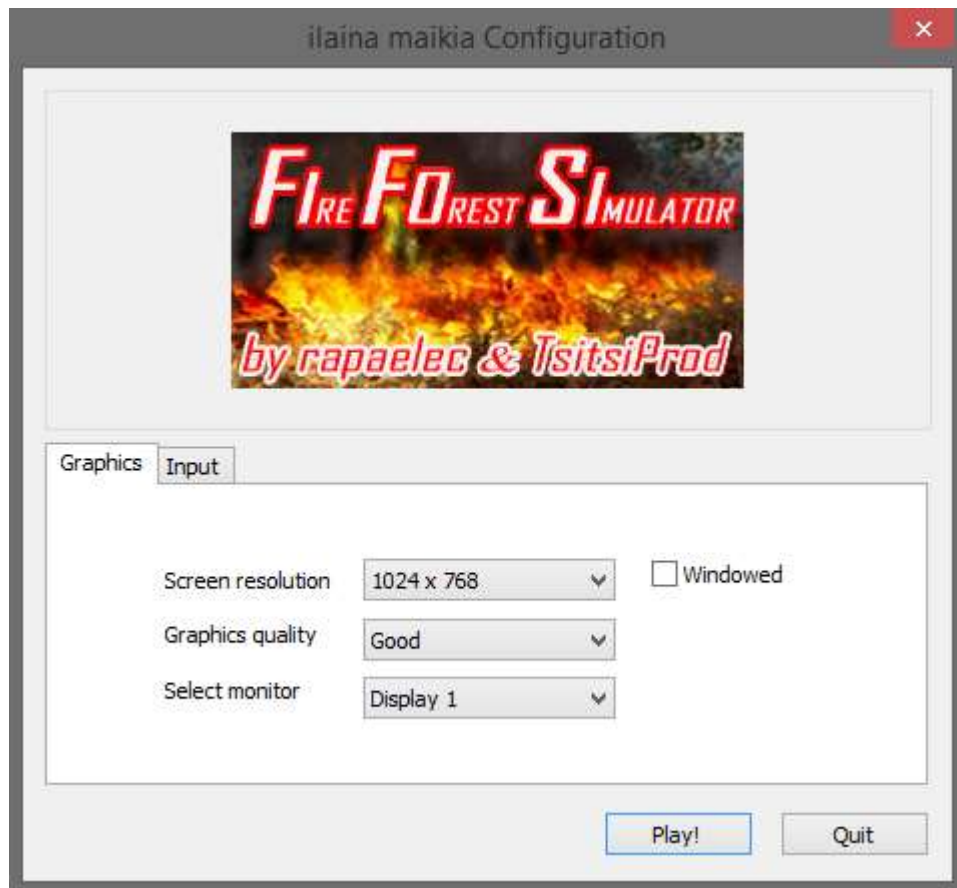 ilaina maikia Configuration
FIRE FOREST SIMULATOR
by rapaelec & TsitsiProd
Graphics Input
Screen resolution 1024 x 768 Windowed
Graphics quality Good
Select monitor Display 1
Play! Quit